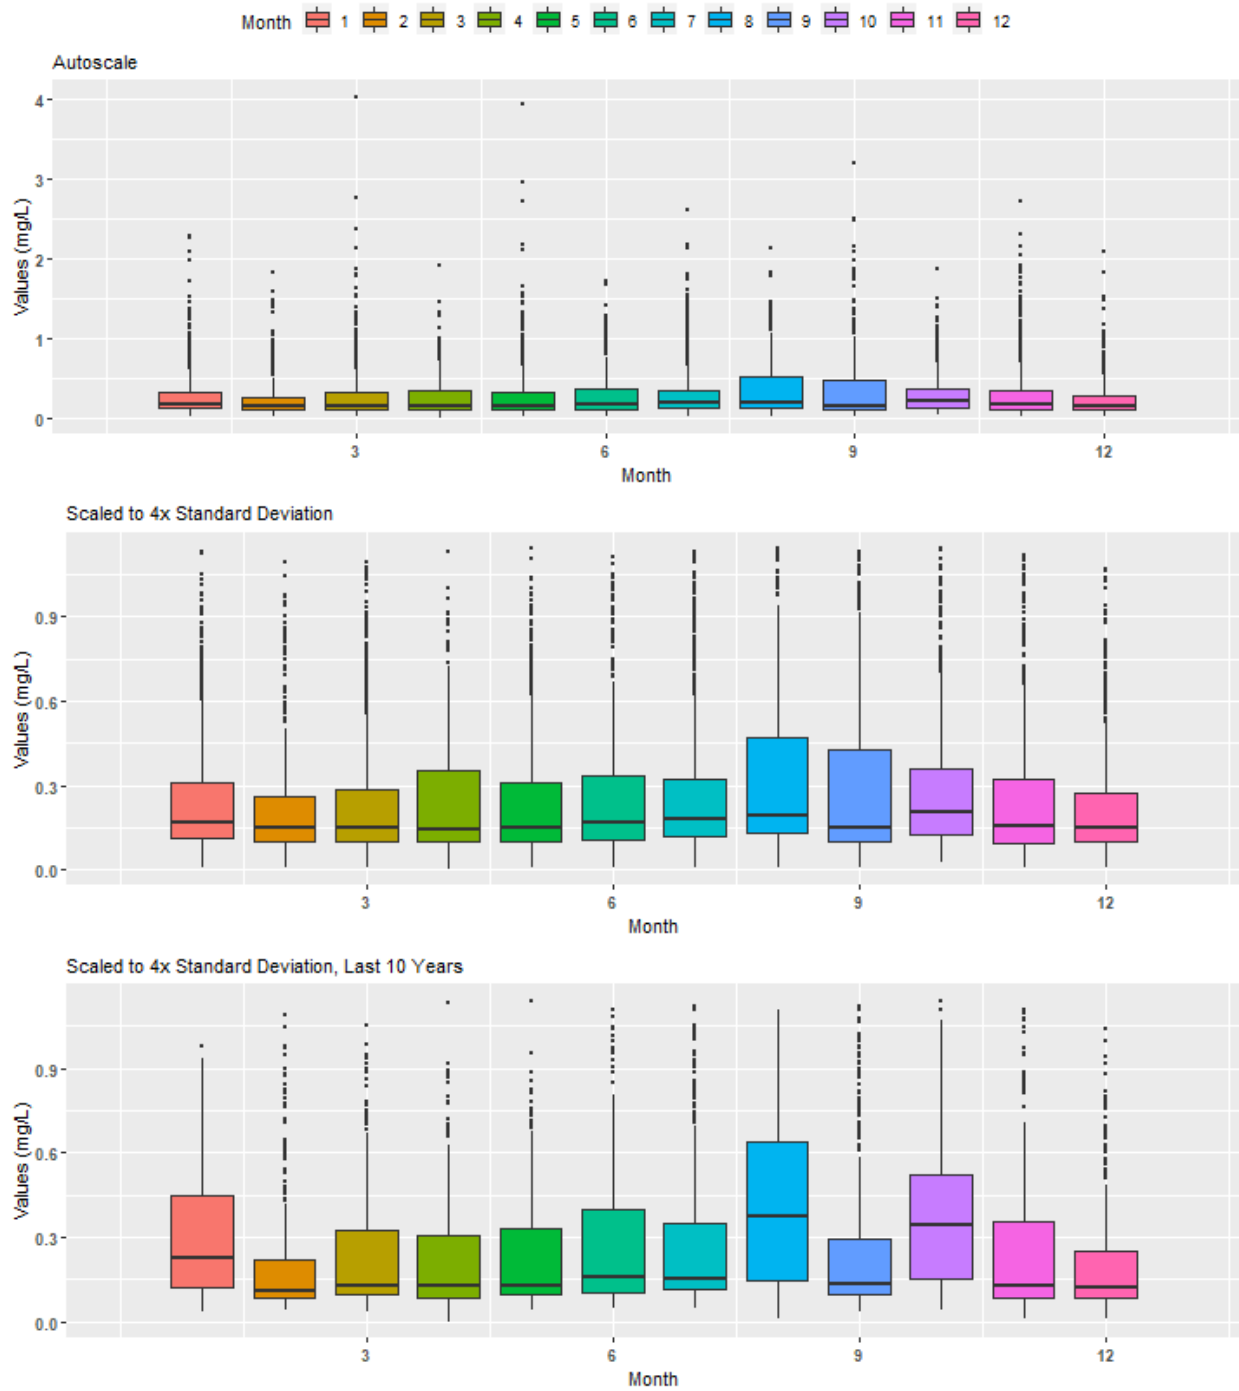 Month 1 2 3 4 5 6 7 8 9 10 11 12
Autoscale
Values (mg/L)
4
3
2
1
0
3 6 9 12
Month
Scaled to 4x Standard Deviation
Values (mg/L)
0.9
0.6
0.3
0.0
3 6 9 12
Month
Scaled to 4x Standard Deviation, Last 10 Years
Values (mg/L)
0.9
0.6
0.3
0.0
3 6 9 12
Month